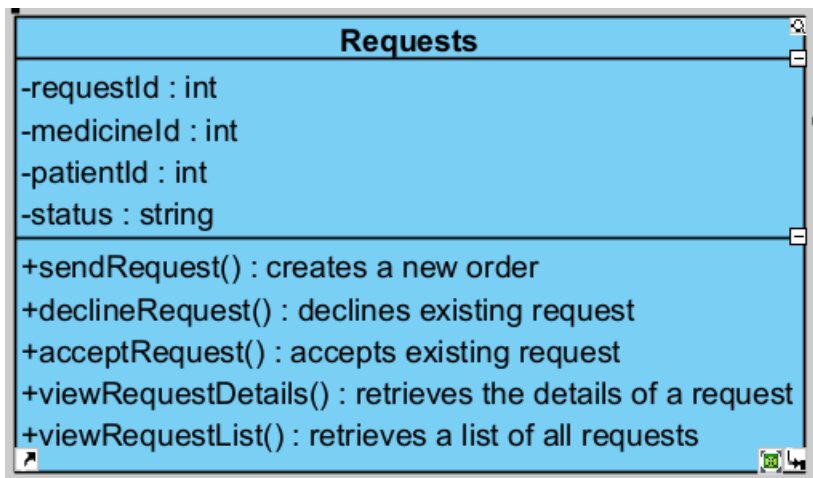 Requests
-requestId : int
-medicineId : int
-patientId : int
-status : string
+sendRequest() : creates a new order
+declineRequest() : declines existing request
+acceptRequest() : accepts existing request
+viewRequestDetails() : retrieves the details of a request
+viewRequestList() : retrieves a list of all requests